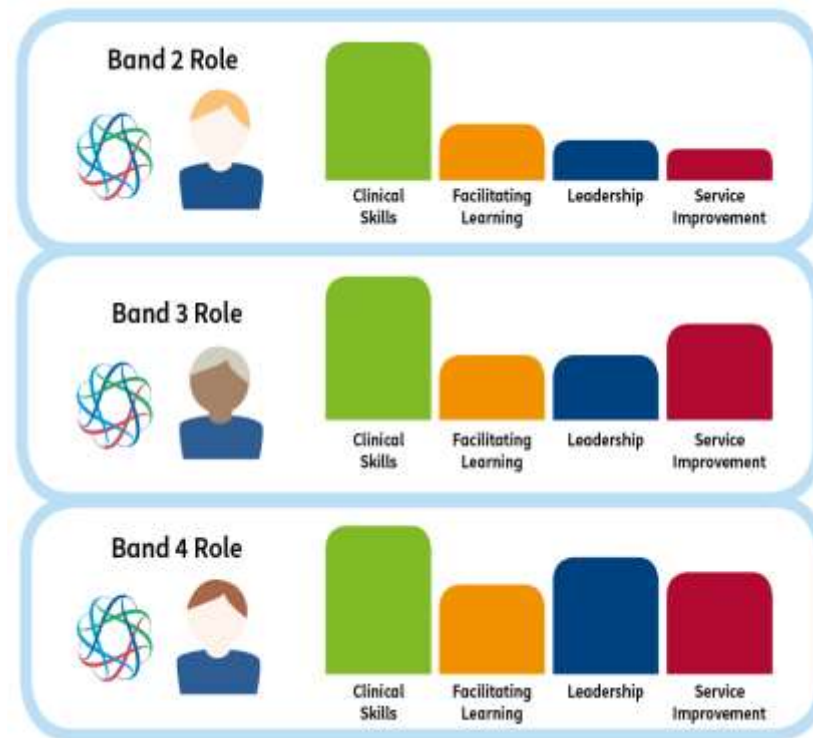 Band 2 Role
Clinical
Skills
Facilitating
Learning
Leadership
Service
Improvement
Band 3 Role
Clinical
Skills
Facilitating
Learning
Leadership
Service
Improvement
Band 4 Role
Clinical
Skills
Facilitating
Learning
Leadership
Service
Improvement